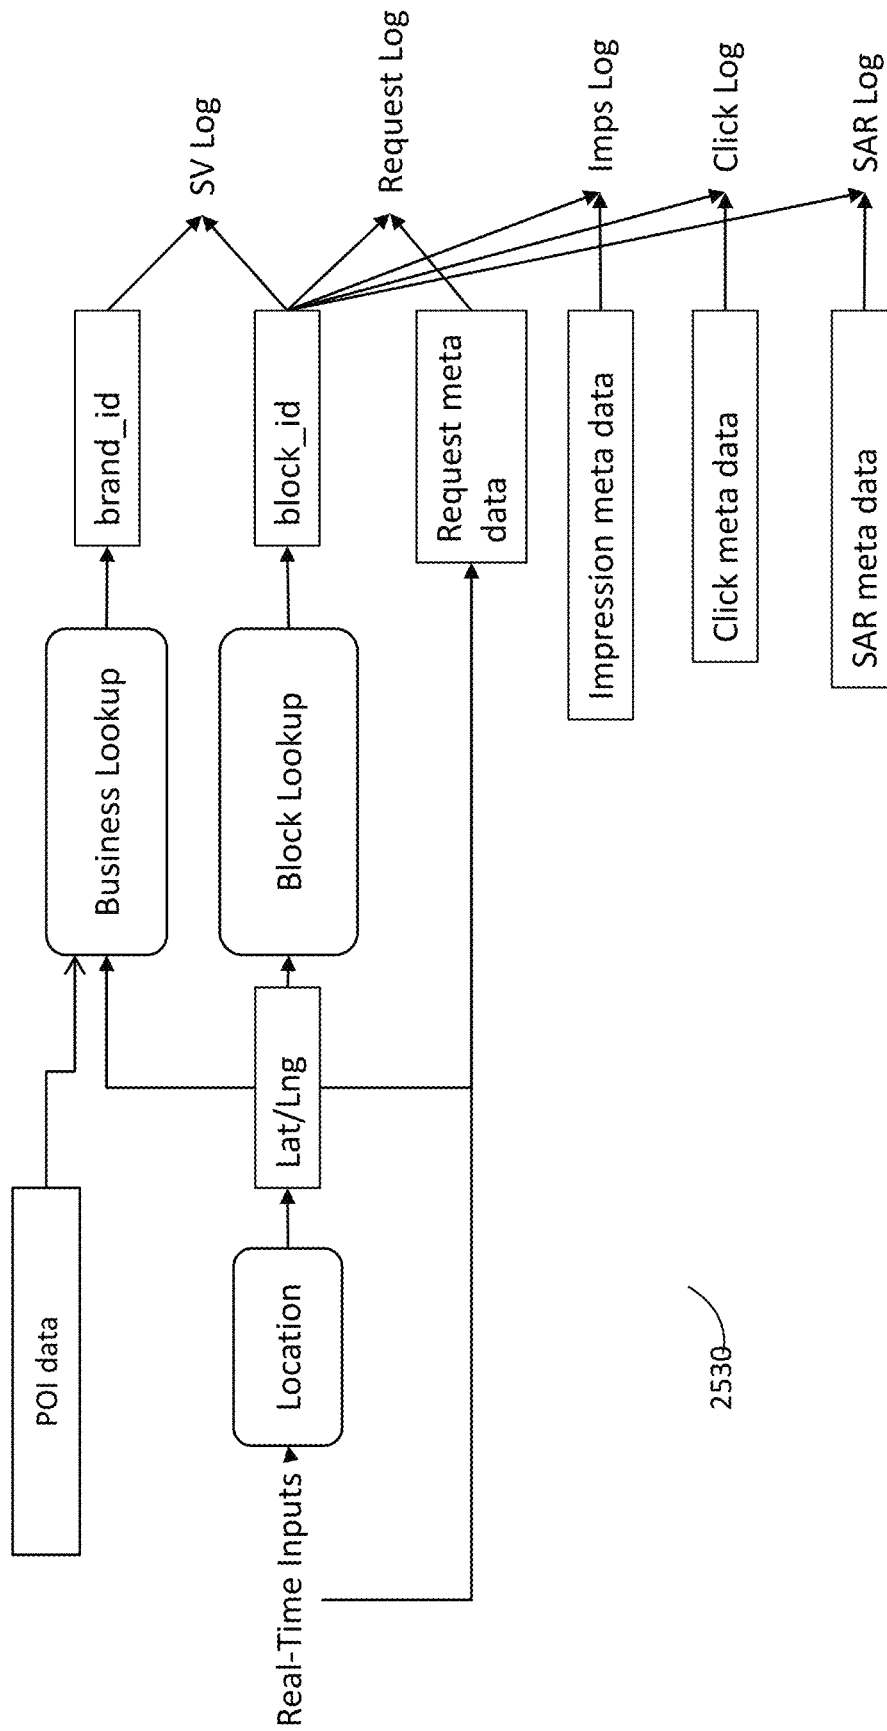 POI data
Real-Time Inputs
Location
Lat/Lng
Business Lookup
Block Lookup
brand_id
block_id
Request meta
data
Impression meta data
Click meta data
SAR meta data
SV Log
Request Log
Imps Log
Click Log
SAR Log
2530